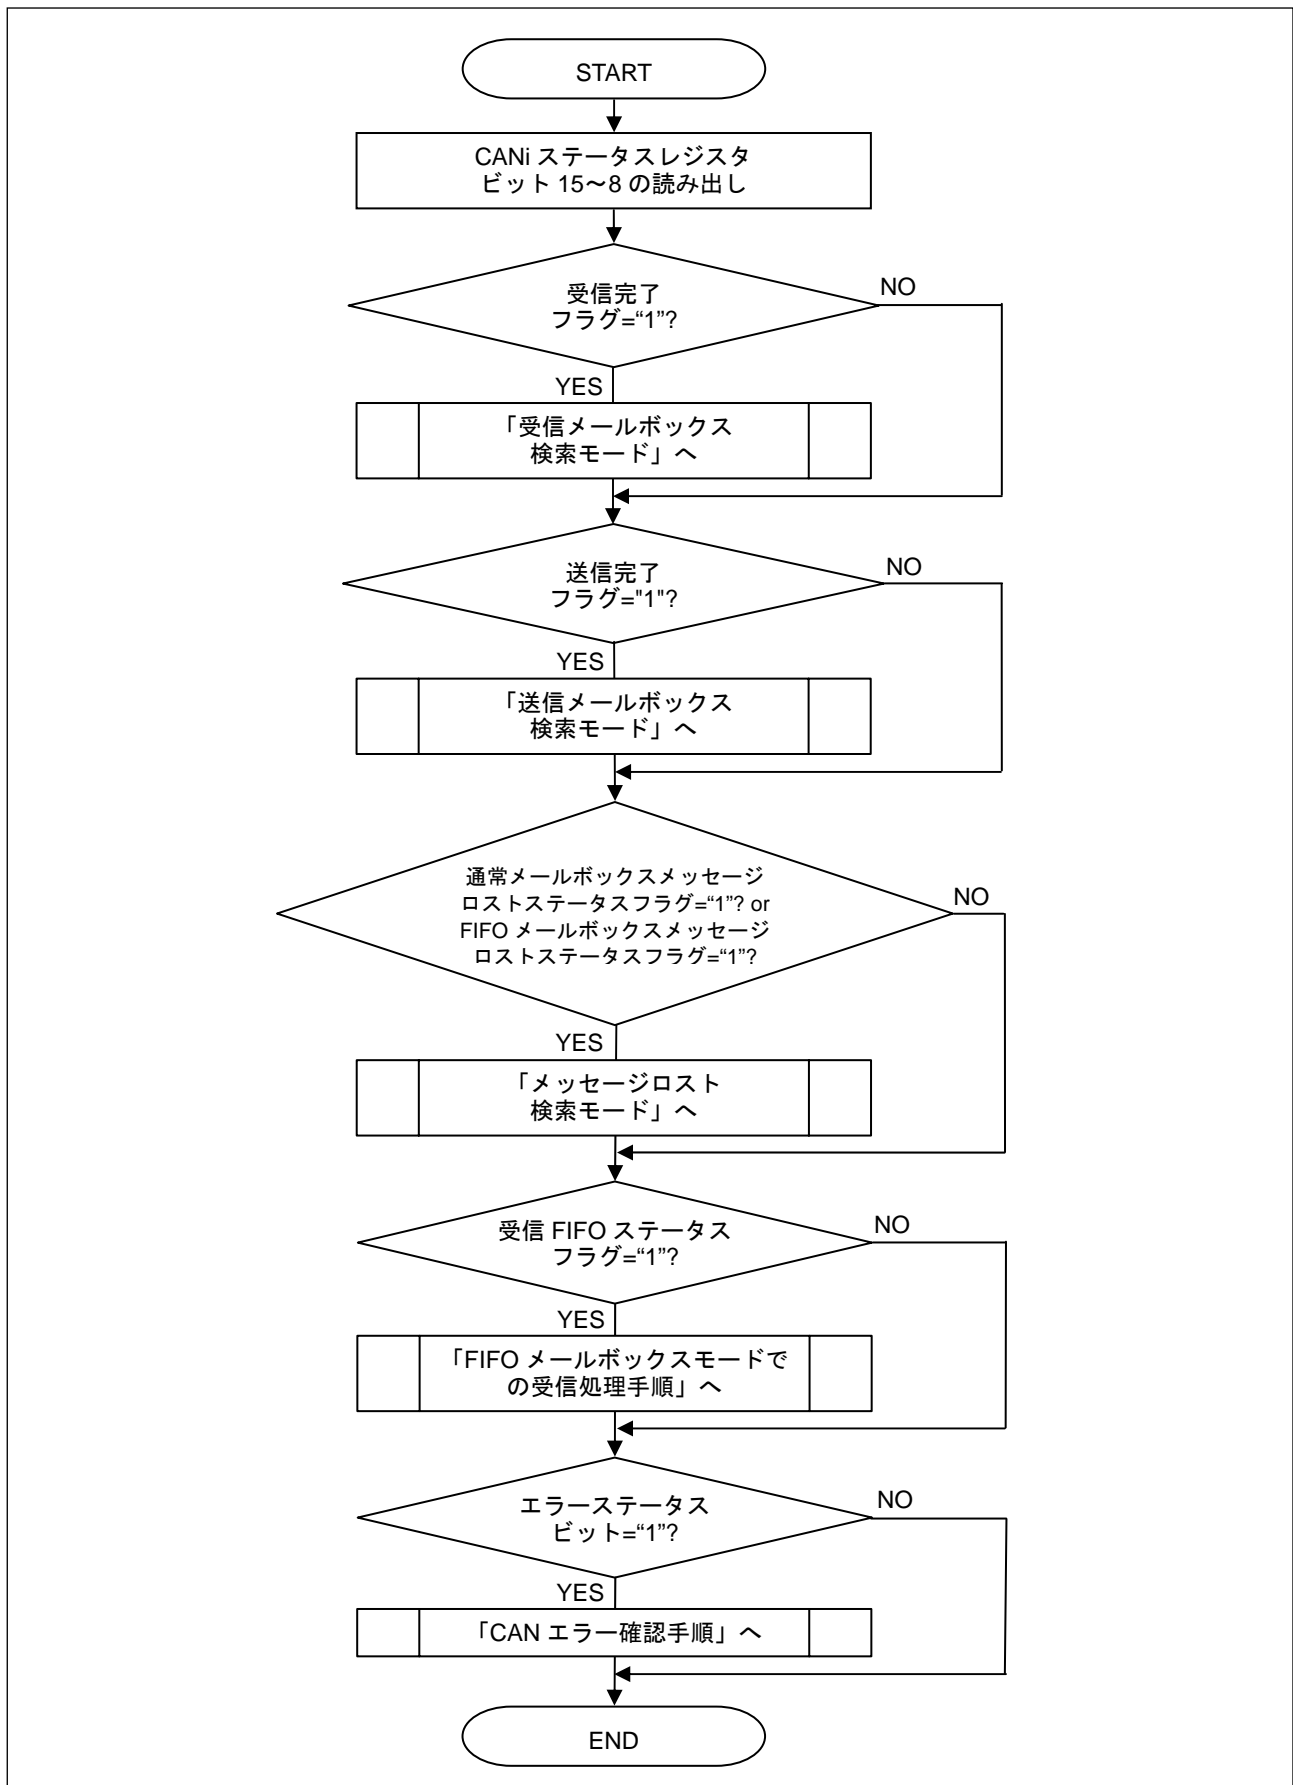 START
CANi ステータスレジスタ
ビット 15～8 の読み出し
受信完了
フラグ=“1”?
NO
YES
「受信メールボックス
検索モード」へ
送信完了
フラグ="1"?
NO
YES
「送信メールボックス
検索モード」へ
通常メールボックスメッセージ
ロストステータスフラグ=“1”? or
FIFO メールボックスメッセージ
ロストステータスフラグ=“1”?
NO
YES
「メッセージロスト
検索モード」へ
受信 FIFO ステータス
フラグ=“1”?
NO
YES
「FIFO メールボックスモードで
の受信処理手順」へ
エラーステータス
ビット=“1”?
NO
YES
「CAN エラー確認手順」へ
END